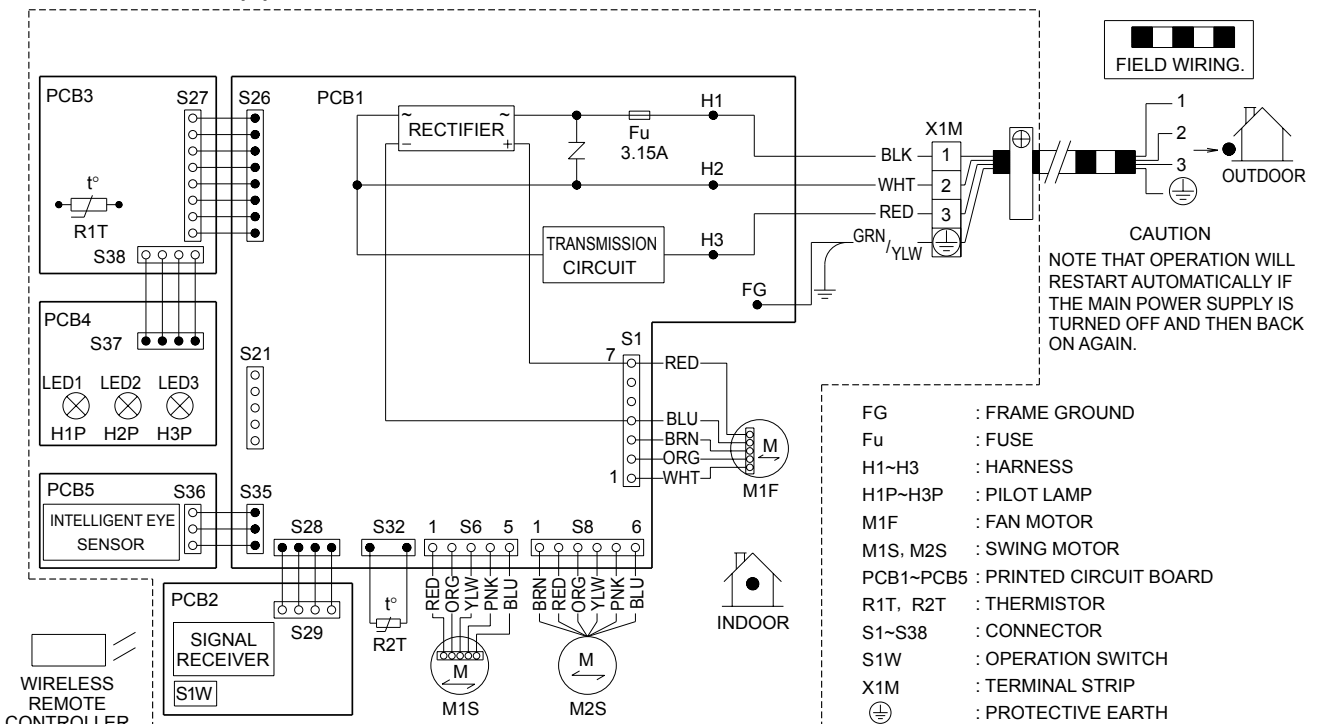 FIELD WIRING.
PCB3
S27
S26
PCB1
RECTIFIER
~
~
−
+
Fu
3.15A
H1
H2
H3
X1M
BLK
1
WHT
2
RED
3
GRN
/YLW
1
2
3
OUTDOOR
t°
R1T
S38
TRANSMISSION
CIRCUIT
FG
CAUTION
NOTE THAT OPERATION WILL
RESTART AUTOMATICALLY IF
THE MAIN POWER SUPPLY IS
TURNED OFF AND THEN BACK
ON AGAIN.
PCB4
S37
LED1 LED2 LED3
H1P H2P H3P
S21
S1
7
RED
BLU
BRN
ORG
1
WHT
M
M1F
PCB5
S36
S35
INTELLIGENT EYE
SENSOR
S28
S32
1 S6 5
1 S8 6
RED
ORG
YLW
PNK
BLU
BRN
RED
ORG
YLW
PNK
BLU
PCB2
S29
SIGNAL
RECEIVER
S1W
t°
R2T
M
M1S
M
M2S
INDOOR
WIRELESS
REMOTE
CONTROLLER
FG : FRAME GROUND
Fu : FUSE
H1~H3 : HARNESS
H1P~H3P : PILOT LAMP
M1F : FAN MOTOR
M1S, M2S : SWING MOTOR
PCB1~PCB5 : PRINTED CIRCUIT BOARD
R1T, R2T : THERMISTOR
S1~S38 : CONNECTOR
S1W : OPERATION SWITCH
X1M : TERMINAL STRIP
: PROTECTIVE EARTH